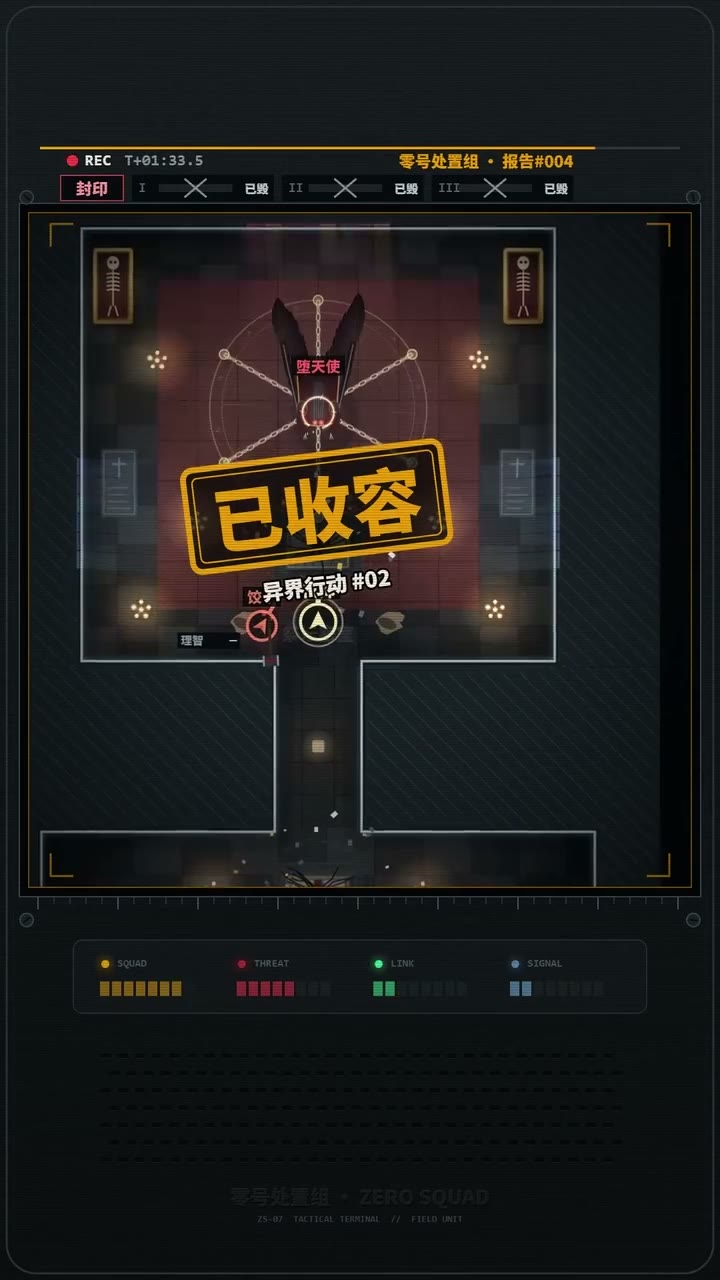 REC T+01:33.5 零号处置组 · 报告#004
封印 I 已毁 II 已毁 III 已毁
堕天使
已收容
异界行动 #02
饺
理智 —
SQUAD THREAT LINK SIGNAL
零号处置组 · ZERO SQUAD
ZS-07 TACTICAL TERMINAL // FIELD UNIT